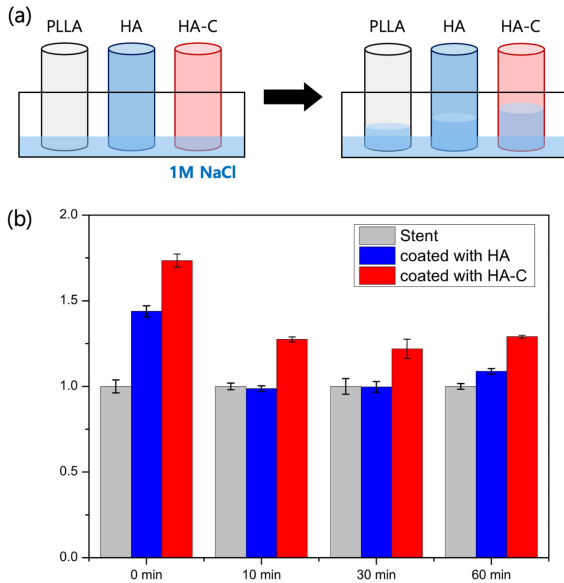 (a)
PLLA HA HA-C PLLA HA HA-C
1M NaCl
(b)
2.0
1.5
1.0
0.5
0.0
Stent
coated with HA
coated with HA-C
0 min 10 min 30 min 60 min